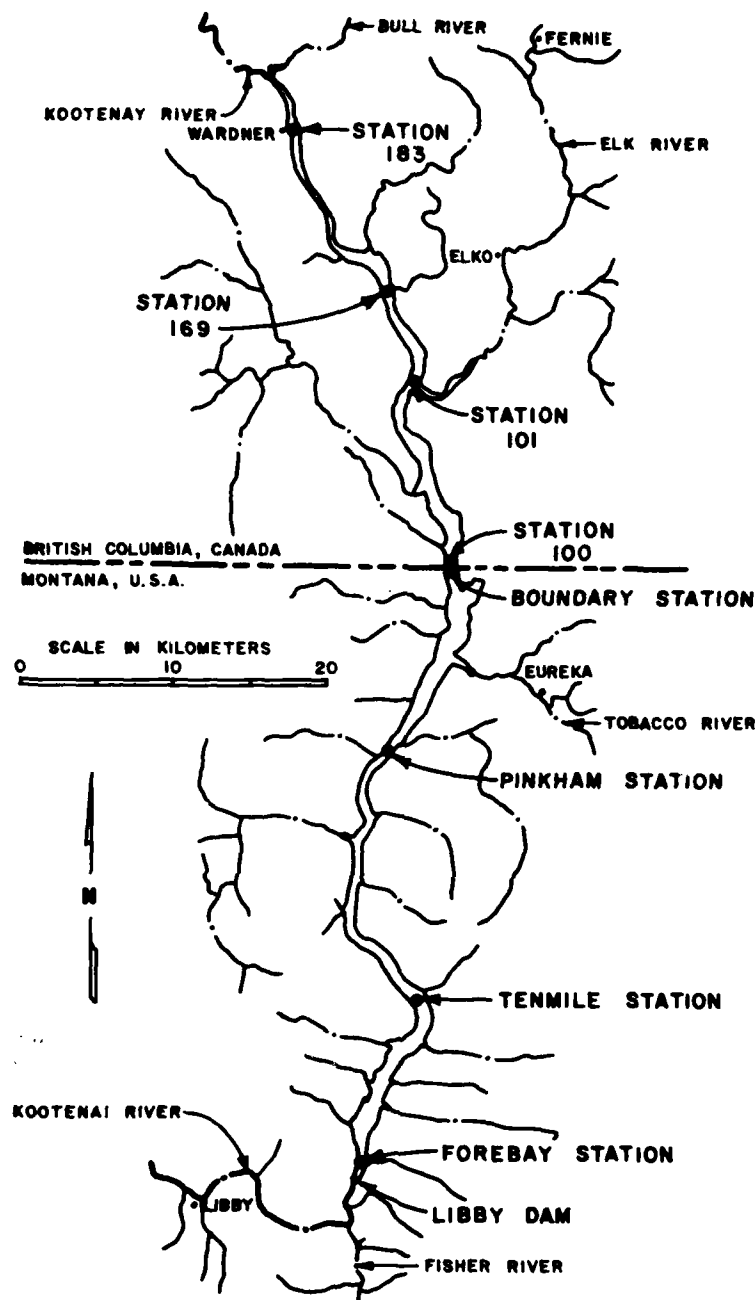 BULL RIVER
FERNIE
KOOTENAY RIVER
WARDNER
STATION
183
ELK RIVER
ELKO
STATION
169
STATION
101
STATION
100
BRITISH COLUMBIA, CANADA
MONTANA, U.S.A.
BOUNDARY STATION
SCALE IN KILOMETERS
0 10 20
EUREKA
TOBACCO RIVER
PINKHAM STATION
N
TENMILE STATION
KOOTENAI RIVER
FOREBAY STATION
LIBBY
LIBBY DAM
FISHER RIVER